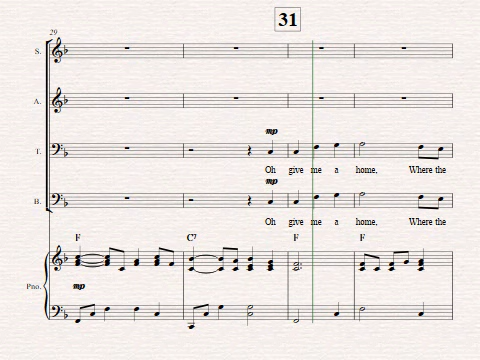 31
29
S.
A.
mp
T.
Oh give me a home, Where the
mp
B.
Oh give me a home, Where the
F C7 F F
Pno.
mp